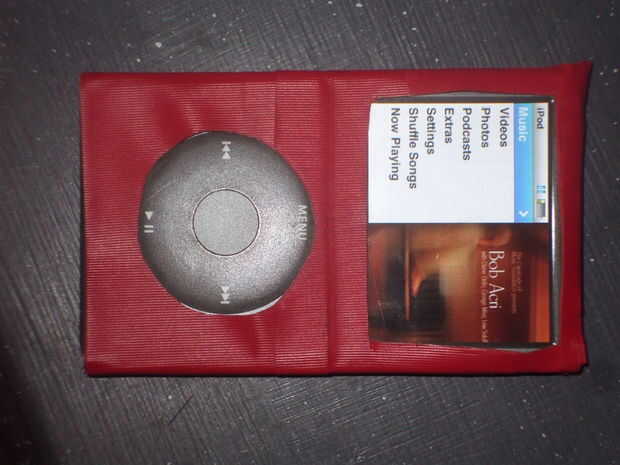 iPod
Music
Videos
Photos
Podcasts
Extras
Settings
Shuffle Songs
Now Playing
Bob Acri
MENU